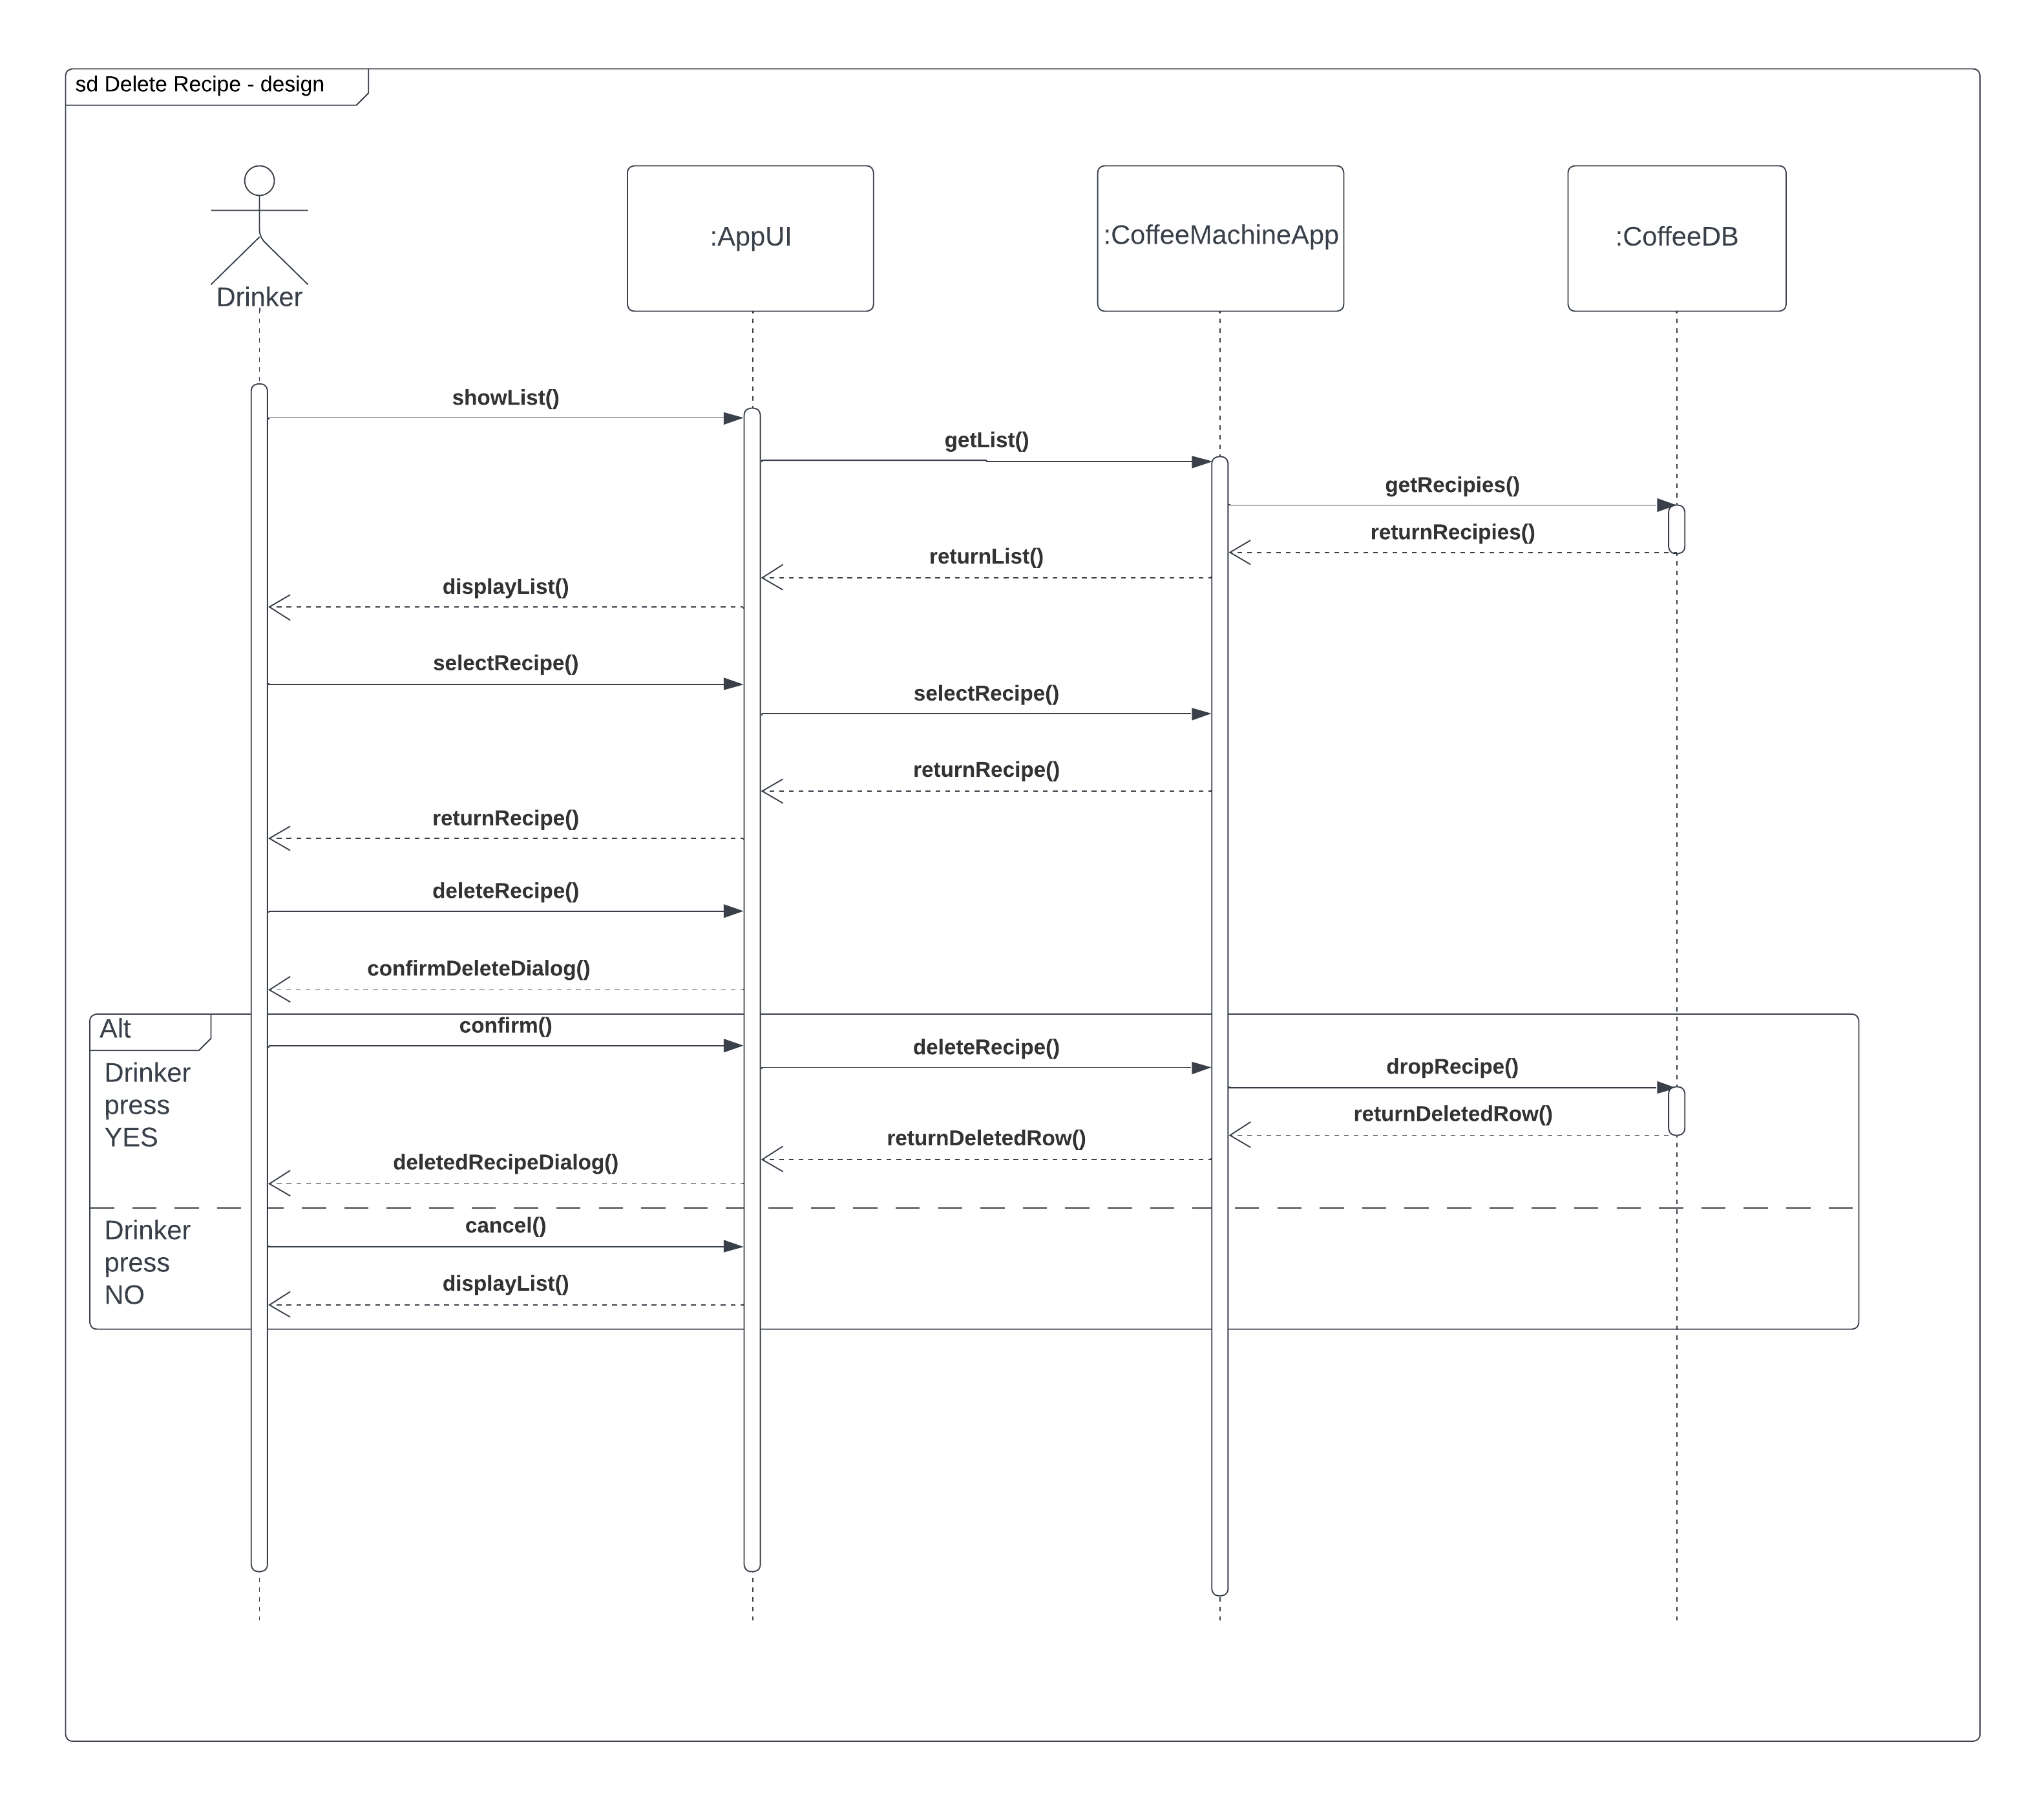 sd Delete Recipe - design
Drinker
:AppUI
:CoffeeMachineApp
:CoffeeDB
showList()
getList()
getRecipies()
returnRecipies()
returnList()
displayList()
selectRecipe()
selectRecipe()
returnRecipe()
returnRecipe()
deleteRecipe()
confirmDeleteDialog()
Alt
confirm()
deleteRecipe()
dropRecipe()
Drinker
press
YES
returnDeletedRow()
returnDeletedRow()
deletedRecipeDialog()
cancel()
Drinker
press
NO
displayList()